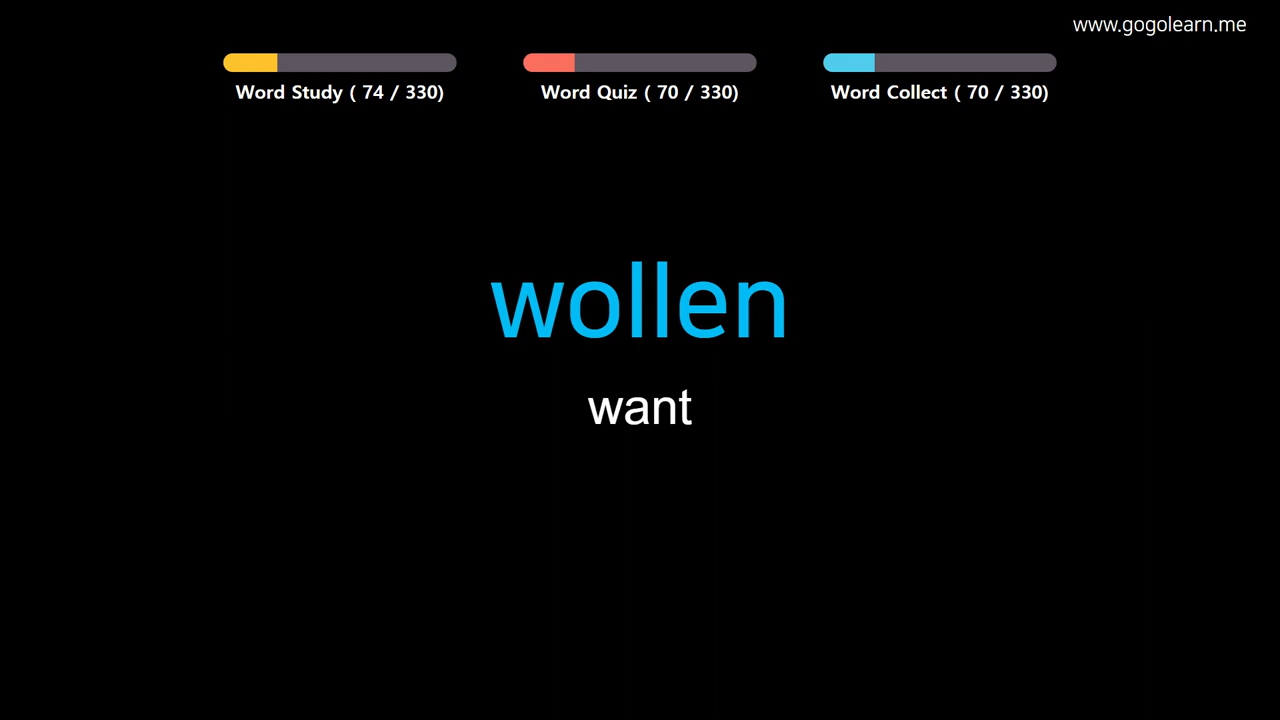 www.gogolearn.me
Word Study ( 74 / 330)
Word Quiz ( 70 / 330)
Word Collect ( 70 / 330)
wollen
want